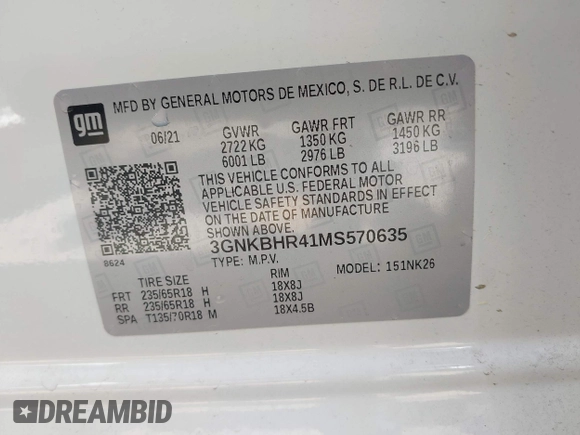 gm
MFD BY GENERAL MOTORS DE MEXICO, S. DE R.L. DE C.V.
06/21 GVWR GAWR FRT GAWR RR
2722 KG 1350 KG 1450 KG
6001 LB 2976 LB 3196 LB
THIS VEHICLE CONFORMS TO ALL
APPLICABLE U.S. FEDERAL MOTOR
VEHICLE SAFETY STANDARDS IN EFFECT
ON THE DATE OF MANUFACTURE
SHOWN ABOVE.
3GNKBHR41MS570635
8624
TYPE: M.P.V. MODEL: 151NK26
TIRE SIZE RIM
FRT 235/65R18 H 18X8J
RR 235/65R18 H 18X8J
SPA T135/70R18 M 18X4.5B
DREAMBID